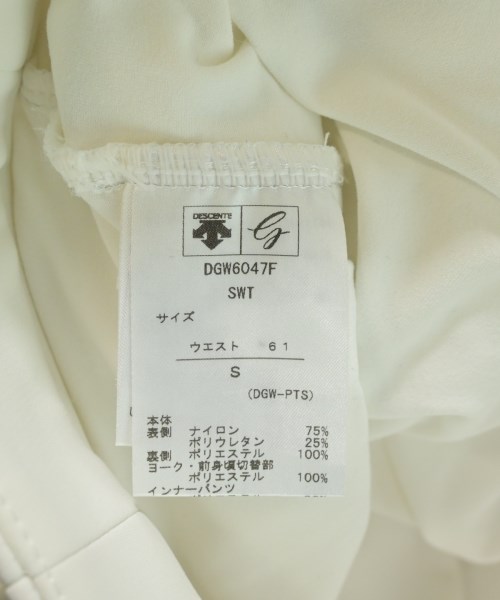 DESCENTE
G
DGW6047F
SWT
サイズ
ウエスト 61
S
(DGW-PTS)
本体
表側 ナイロン 75%
ポリウレタン 25%
裏側 ポリエステル 100%
ヨーク・前身頃切替部
ポリエステル 100%
インナーパンツ